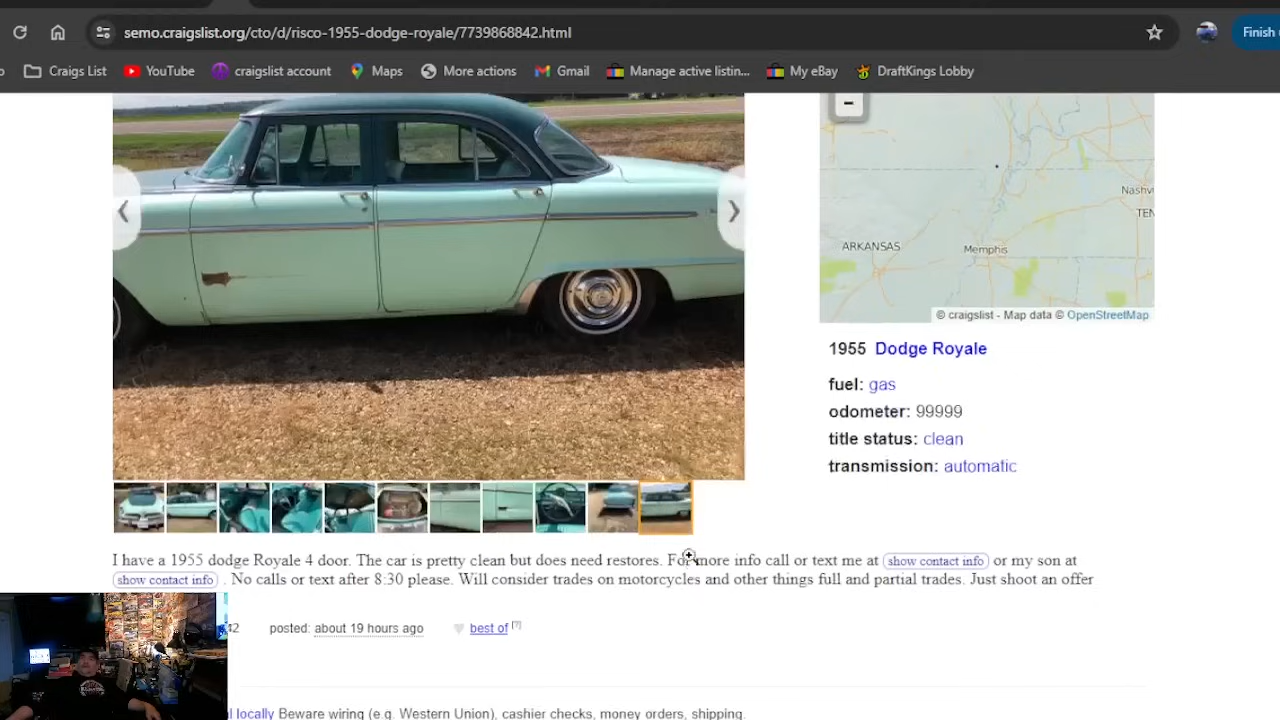 semo.craigslist.org/cto/d/risco-1955-dodge-royale/7739868842.html
Finish
Craigs List
YouTube
craigslist account
Maps
More actions
Gmail
Manage active listin...
My eBay
DraftKings Lobby
ARKANSAS
Memphis
© craigslist - Map data © OpenStreetMap
1955 Dodge Royale
fuel: gas
odometer: 99999
title status: clean
transmission: automatic
I have a 1955 dodge Royale 4 door. The car is pretty clean but does need restores. For more info call or text me at show contact info or my son at
show contact info . No calls or text after 8:30 please. Will consider trades on motorcycles and other things full and partial trades. Just shoot an offer
42 posted: about 19 hours ago best of [?]
locally Beware wiring (e.g. Western Union), cashier checks, money orders, shipping.